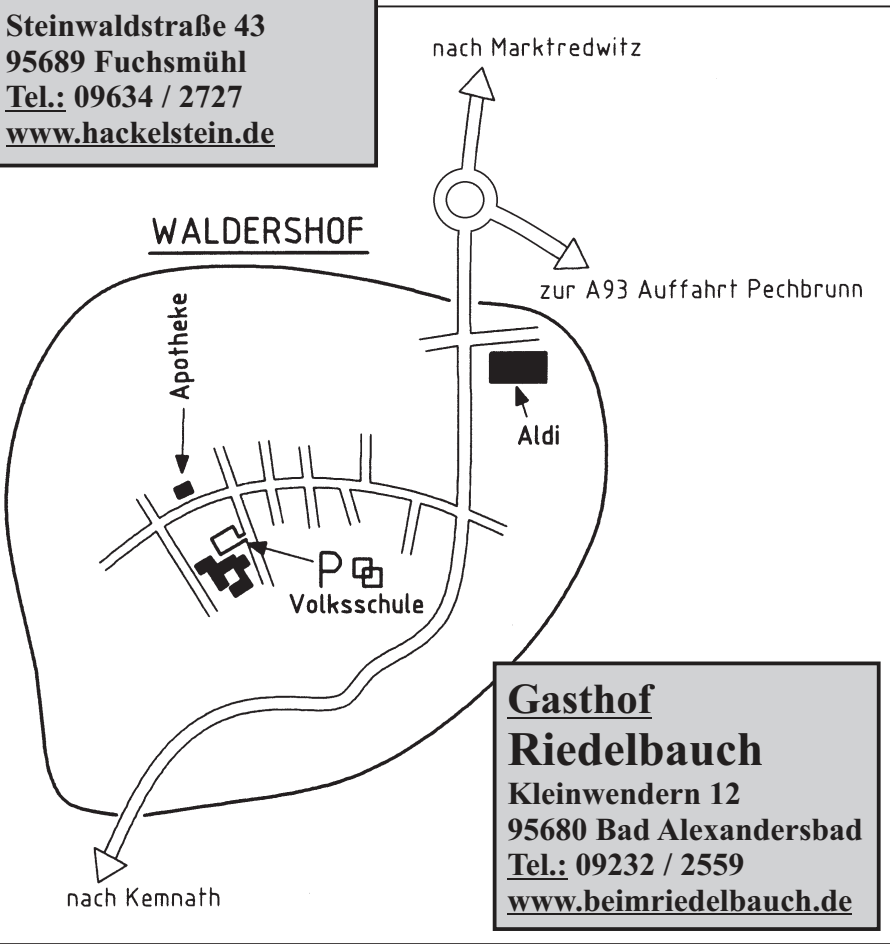 Steinwaldstraße 43
95689 Fuchsmühl
Tel.: 09634 / 2727
www.hackelstein.de
nach Marktredwitz
WALDERSHOF
zur A93 Auffahrt Pechbrunn
Apotheke
Aldi
P
Volksschule
Gasthof
Riedelbauch
Kleinwendern 12
95680 Bad Alexandersbad
Tel.: 09232 / 2559
www.beimriedelbauch.de
nach Kemnath